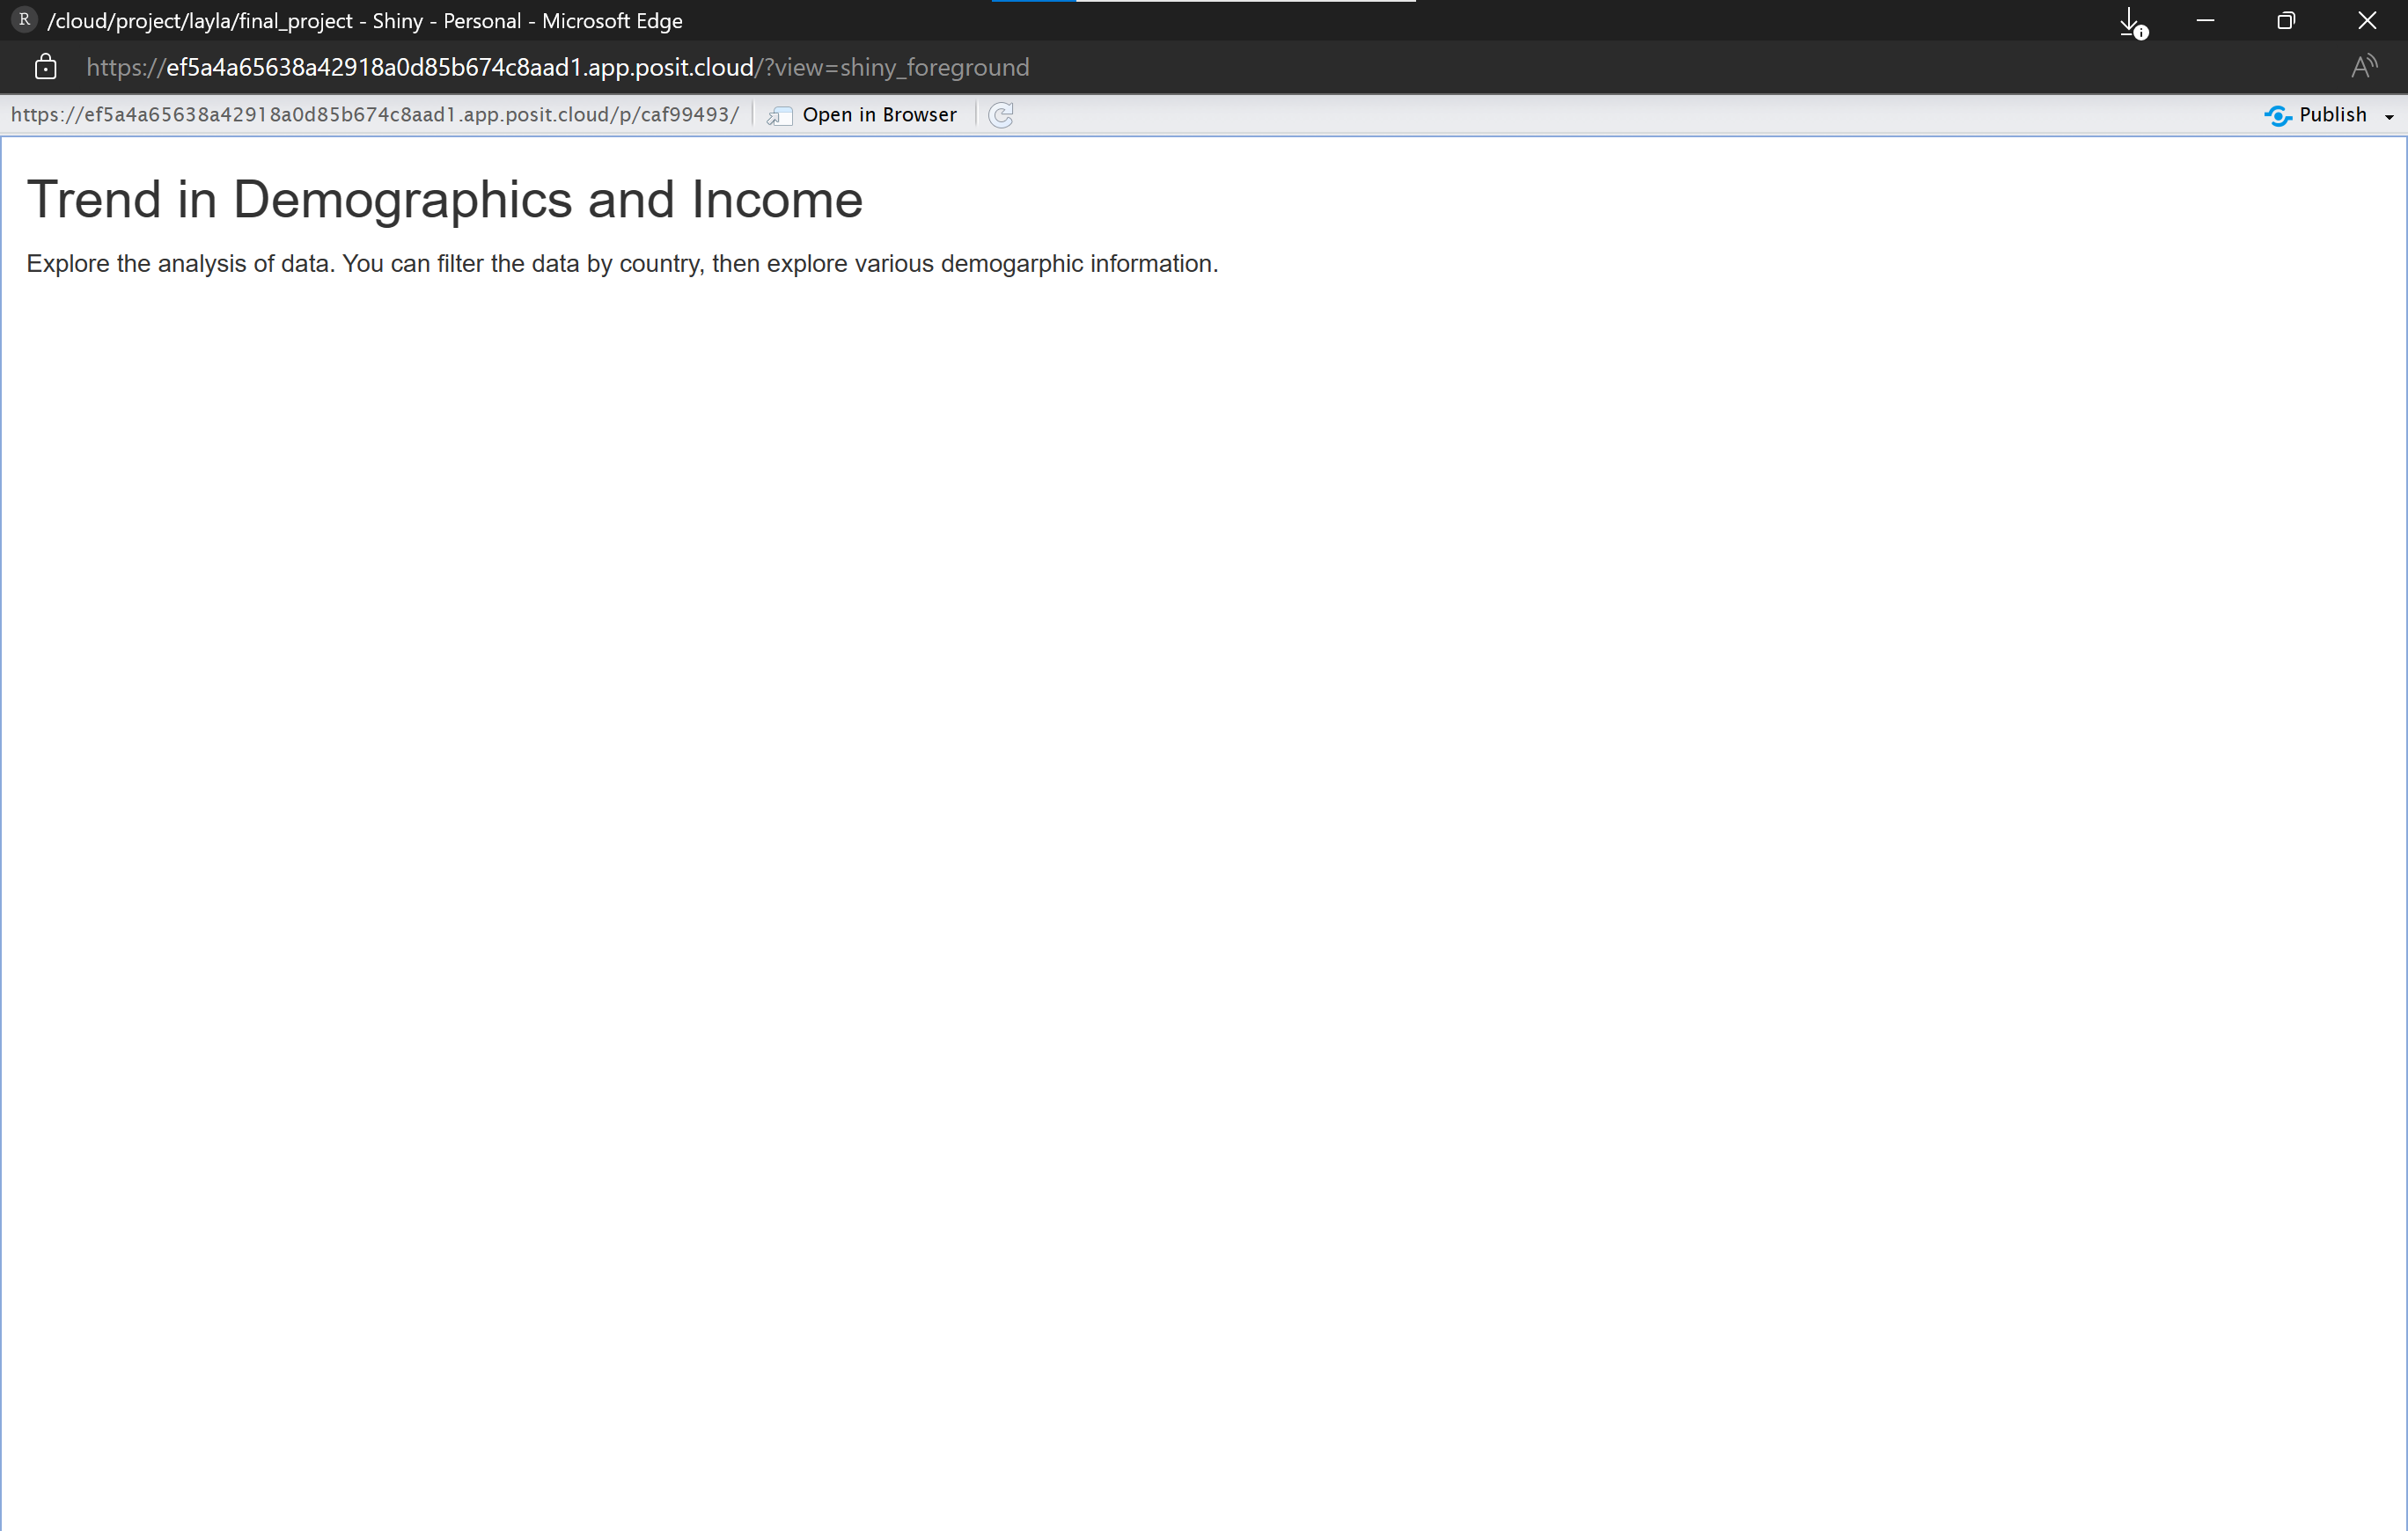 R /cloud/project/layla/final_project - Shiny - Personal - Microsoft Edge
https://ef5a4a65638a42918a0d85b674c8aad1.app.posit.cloud/?view=shiny_foreground A
https://ef5a4a65638a42918a0d85b674c8aad1.app.posit.cloud/p/caf99493/ Open in Browser Publish
Trend in Demographics and Income
Explore the analysis of data. You can filter the data by country, then explore various demogarphic information.